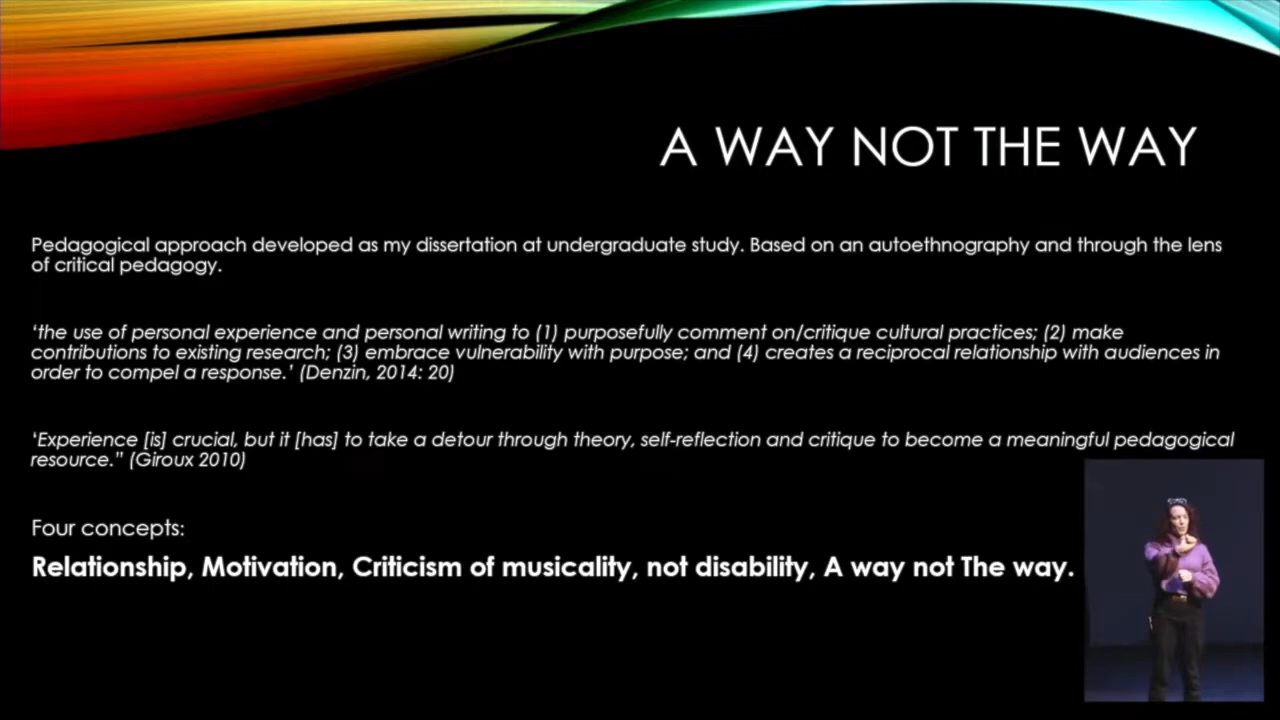 A WAY NOT THE WAY
Pedagogical approach developed as my dissertation at undergraduate study. Based on an autoethnography and through the lens
of critical pedagogy.
‘the use of personal experience and personal writing to (1) purposefully comment on/critique cultural practices; (2) make
contributions to existing research; (3) embrace vulnerability with purpose; and (4) creates a reciprocal relationship with audiences in
order to compel a response.’ (Denzin, 2014: 20)
‘Experience [is] crucial, but it [has] to take a detour through theory, self-reflection and critique to become a meaningful pedagogical
resource.” (Giroux 2010)
Four concepts:
Relationship, Motivation, Criticism of musicality, not disability, A way not The way.